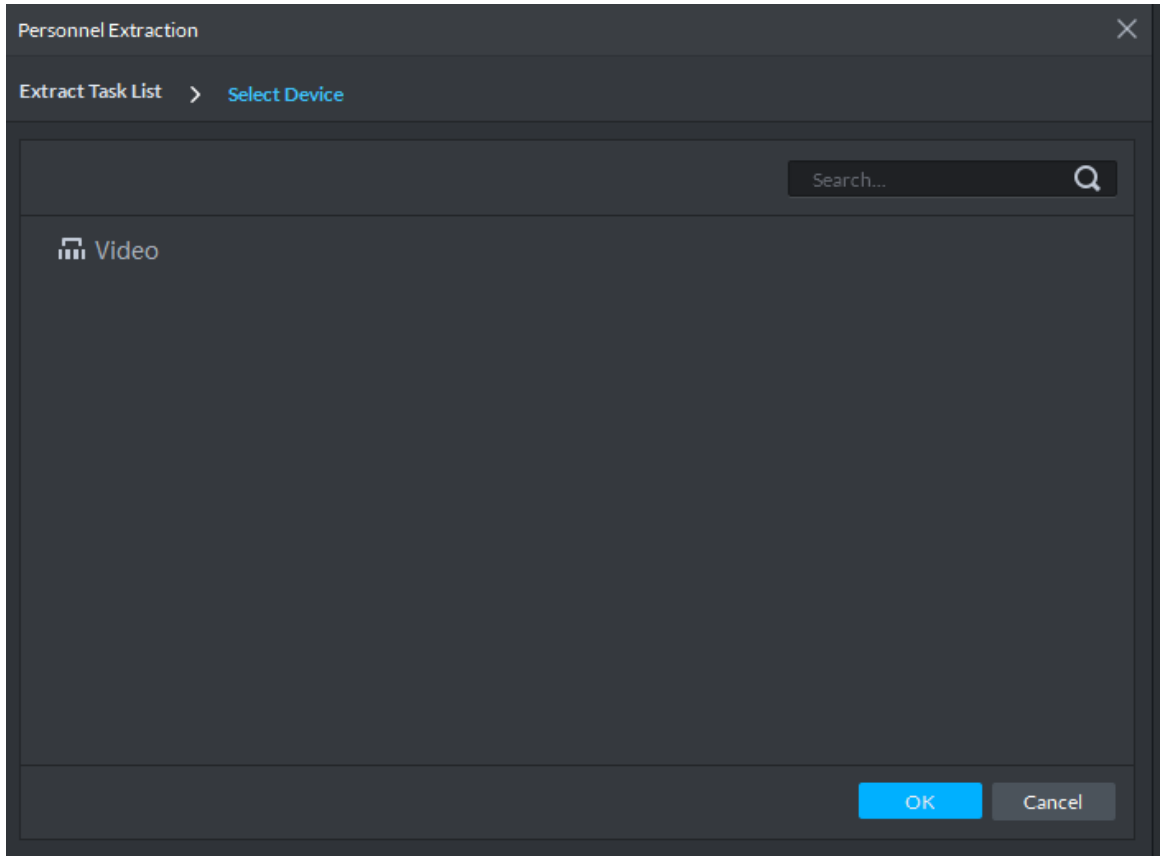 Personnel Extraction
Extract Task List > Select Device
Search...
Video
OK Cancel